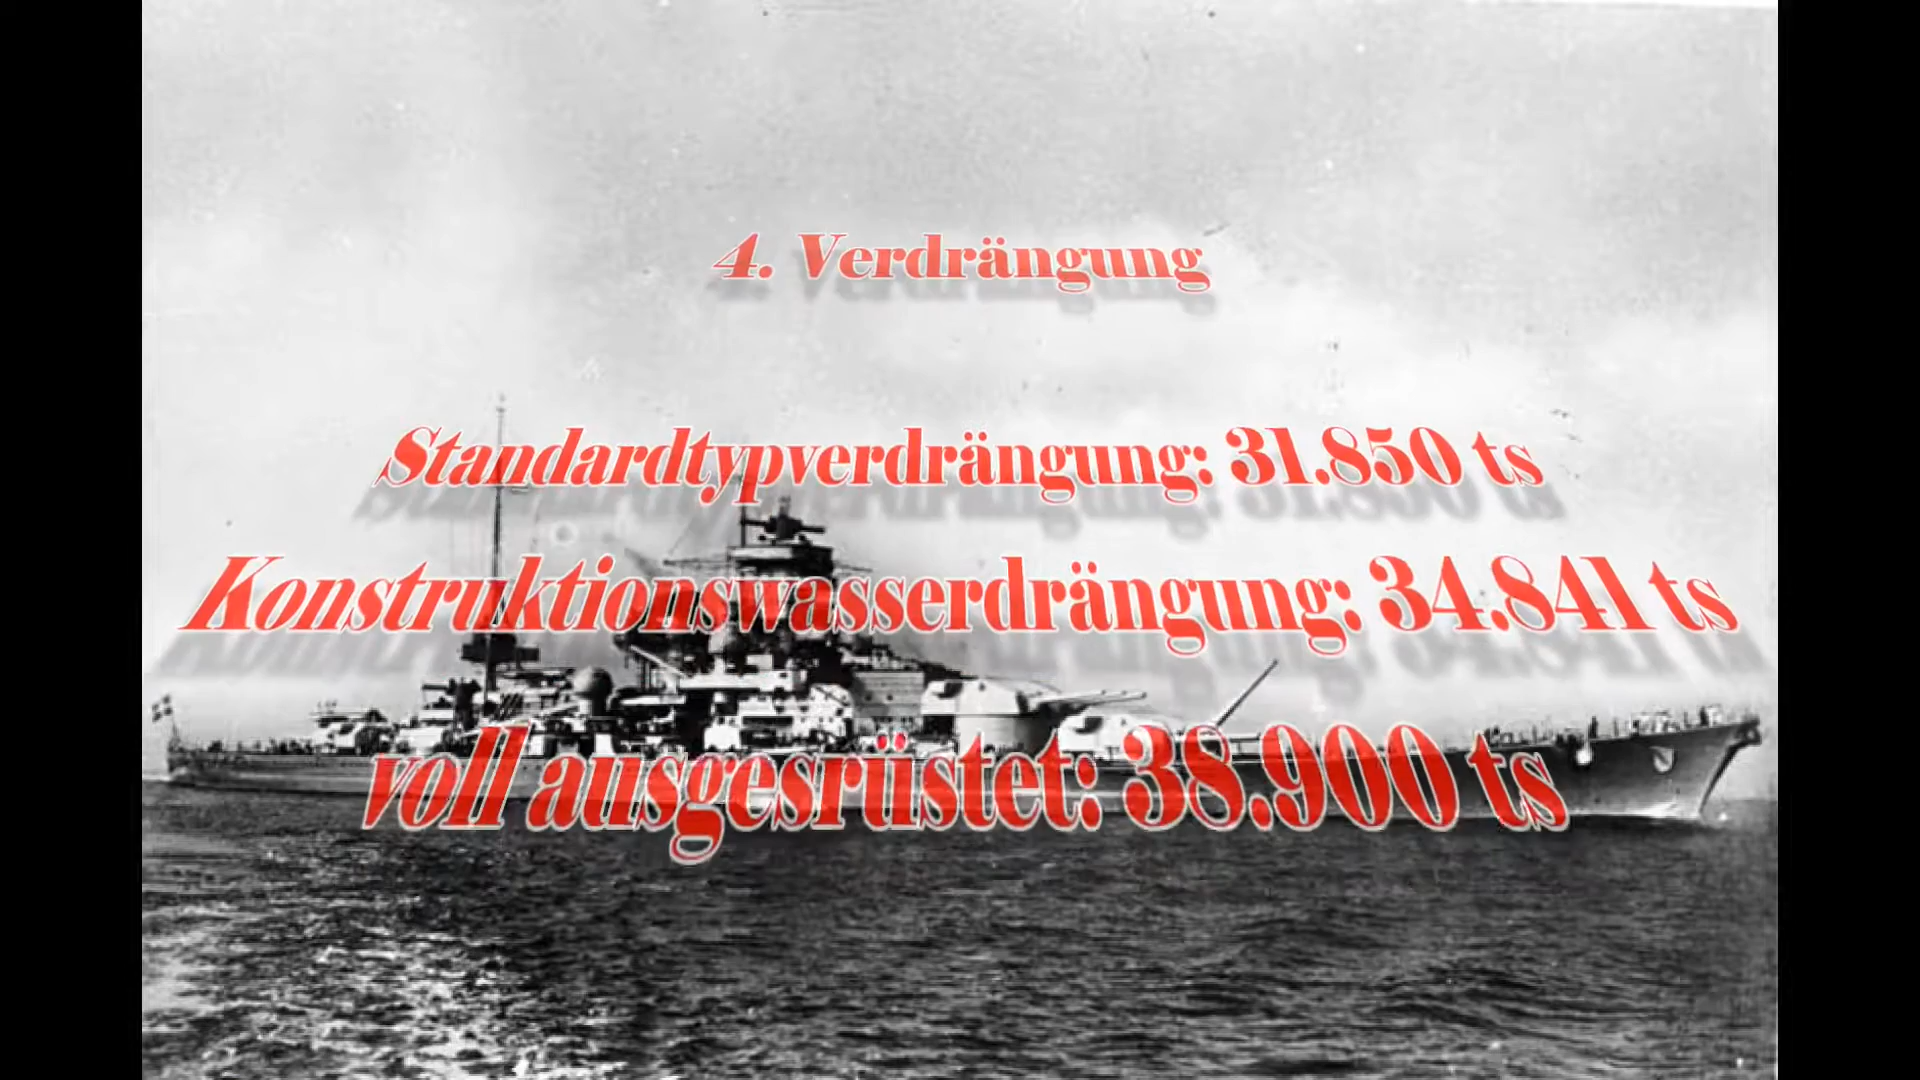 4. Verdrängung
Standardtypverdrängung: 31.850 ts
Konstruktionswasserdrängung: 34.841 ts
voll ausgesrüstet: 38.900 ts